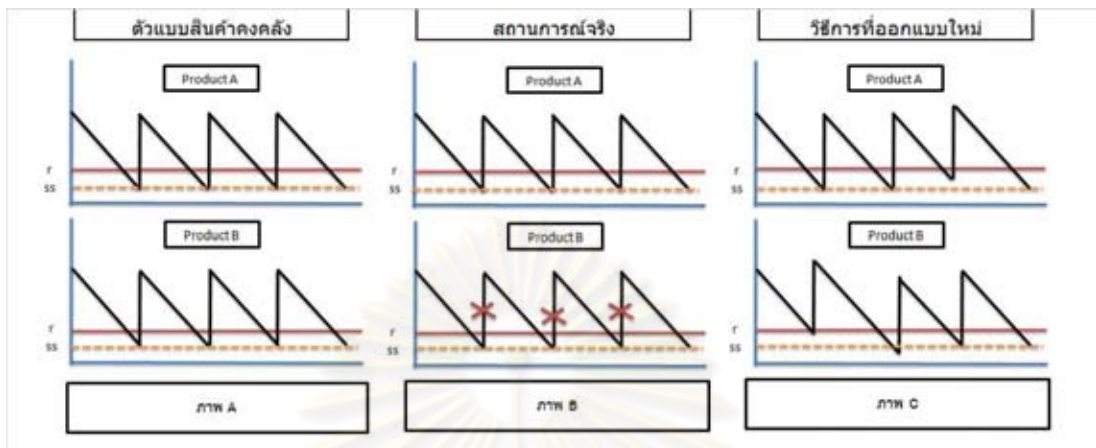 ตัวแบบสินค้าคงคลัง
สถานการณ์จริง
วิธีการที่ออกแบบใหม่
Product A
Product A
Product A
r
ss
r
ss
r
ss
Product B
Product B
Product B
r
ss
r
ss
r
ss
ภาพ A
ภาพ B
ภาพ C